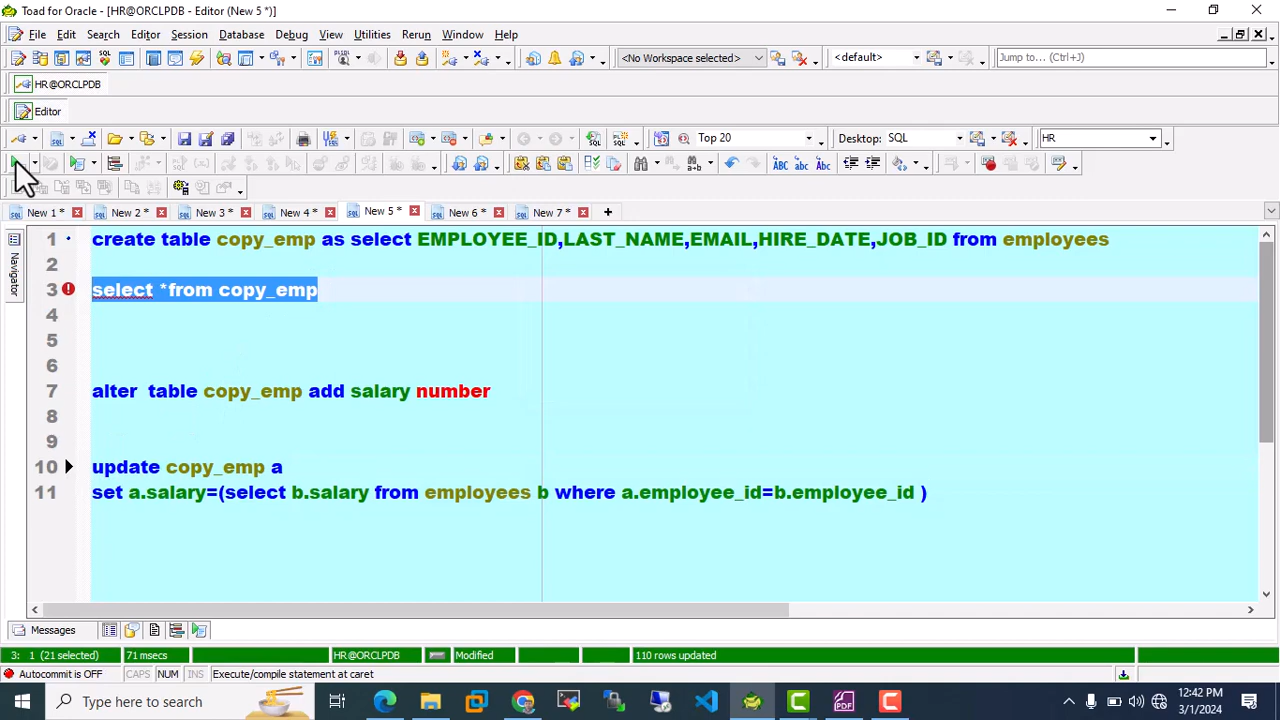 Toad for Oracle - [HR@ORCLPDB - Editor (New 5 *)]
File Edit Search Editor Session Database Debug View Utilities Rerun Window Help
<No Workspace selected> <default> Jump to... (Ctrl+J)
HR@ORCLPDB
Editor
Top 20 Desktop: SQL HR
New 1 * New 2 * New 3 * New 4 * New 5 * New 6 * New 7 *
1 create table copy_emp as select EMPLOYEE_ID,LAST_NAME,EMAIL,HIRE_DATE,JOB_ID from employees
2
3 select *from copy_emp
4
5
6
7 alter  table copy_emp add salary number
8
9
10 update copy_emp a
11 set a.salary=(select b.salary from employees b where a.employee_id=b.employee_id )
Navigator
Messages
3: 1 (21 selected) 71 msecs HR@ORCLPDB Modified 110 rows updated
Autocommit is OFF CAPS NUM INS Execute/compile statement at caret
Type here to search
12:42 PM
3/1/2024